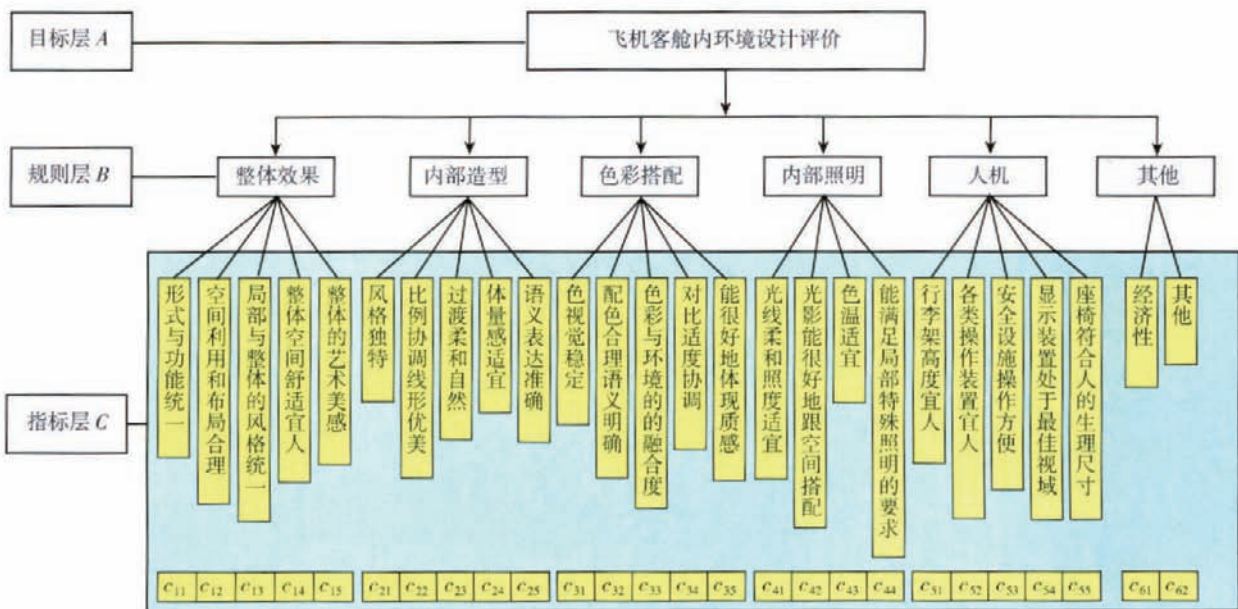 目标层 A
飞机客舱内环境设计评价
规则层 B
整体效果
内部造型
色彩搭配
内部照明
人机
其他
指标层 C
形式与功能统一
空间利用和布局合理
局部与整体的风格统一
整体空间舒适宜人
整体的艺术美感
风格独特
比例协调线形优美
过渡柔和自然
体量感适宜
语义表达准确
色视觉稳定
配色合理语义明确
色彩与环境的的融合度
对比适度协调
能很好地体现质感
光线柔和照度适宜
光影能很好地跟空间搭配
色温适宜
能满足局部特殊照明的要求
行李架高度宜人
各类操作装置宜人
安全设施操作方便
显示装置处于最佳视域
座椅符合人的生理尺寸
经济性
其他
c11 c12 c13 c14 c15 c21 c22 c23 c24 c25 c31 c32 c33 c34 c35 c41 c42 c43 c44 c51 c52 c53 c54 c55 c61 c62